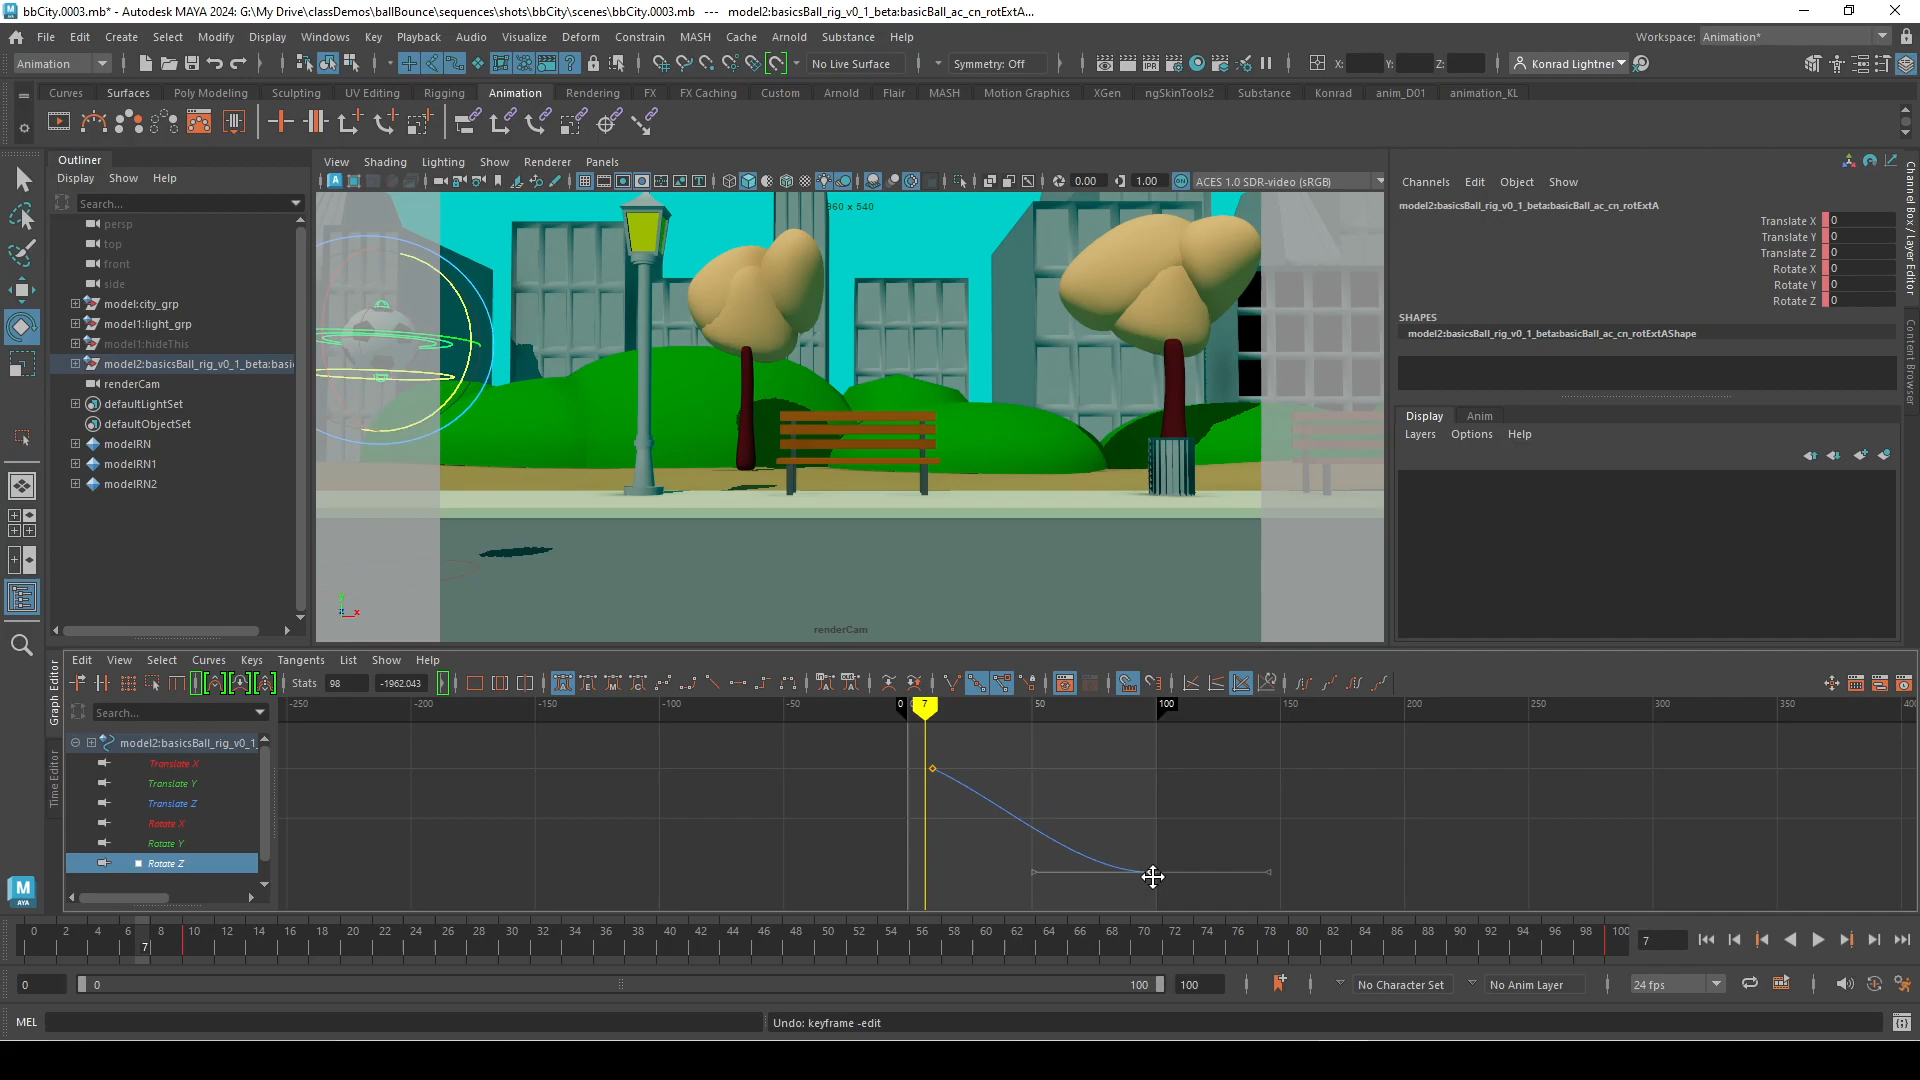 bbCity.0003.mb* - Autodesk MAYA 2024: G:\My Drive\classDemos\ballBounce\sequences\shots\bbCity\scenes\bbCity.0003.mb --- model2:basicsBall_rig_v0_1_beta:basicBall_ac_cn_rotExtA...
File Edit Create Select Modify Display Windows Key Playback Audio Visualize Deform Constrain MASH Cache Arnold Substance Help Workspace: Animation*
Animation No Live Surface Symmetry: Off X: Y: Z: Konrad Lightner
Curves Surfaces Poly Modeling Sculpting UV Editing Rigging Animation Rendering FX FX Caching Custom Arnold Flair MASH Motion Graphics XGen ngSkinTools2 Substance Konrad anim_D01 animation_KL
Outliner
Display Show Help
Search...
persp
top
front
side
model:city_grp
model1:light_grp
model1:hideThis
model2:basicsBall_rig_v0_1_beta:basi
renderCam
defaultLightSet
defaultObjectSet
modelRN
modelRN1
modelRN2
View Shading Lighting Show Renderer Panels
0.00 1.00 ACES 1.0 SDR-video (sRGB)
960 x 540
y
x
renderCam
Channels Edit Object Show
model2:basicsBall_rig_v0_1_beta:basicBall_ac_cn_rotExtA
Translate X 0
Translate Y 0
Translate Z 0
Rotate X 0
Rotate Y 0
Rotate Z 0
SHAPES
model2:basicsBall_rig_v0_1_beta:basicBall_ac_cn_rotExtAShape
Display Anim
Layers Options Help
Channel Box / Layer Editor
Content Browser
Graph Editor
Time Editor
Edit View Select Curves Keys Tangents List Show Help
Stats 98 -1962.043
Search...
-250 -200 -150 -100 -50 0 7 50 100 150 200 250 300 350 400
model2:basicsBall_rig_v0_1_
Translate X
Translate Y
Translate Z
Rotate X
Rotate Y
Rotate Z
M
AYA
0 2 4 6 8 10 12 14 16 18 20 22 24 26 28 30 32 34 36 38 40 42 44 46 48 50 52 54 56 58 60 62 64 66 68 70 72 74 76 78 80 82 84 86 88 90 92 94 96 98 100
7 7
0 0 100 100 No Character Set No Anim Layer 24 fps
MEL Undo: keyframe -edit